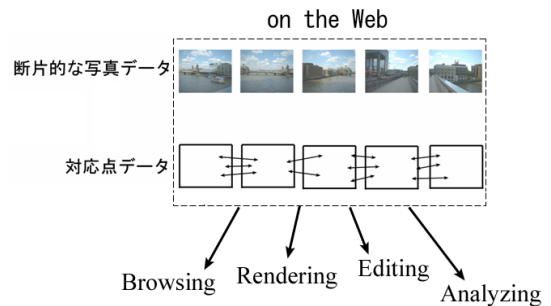 on the Web
断片的な写真データ
対応点データ
Browsing
Rendering
Editing
Analyzing